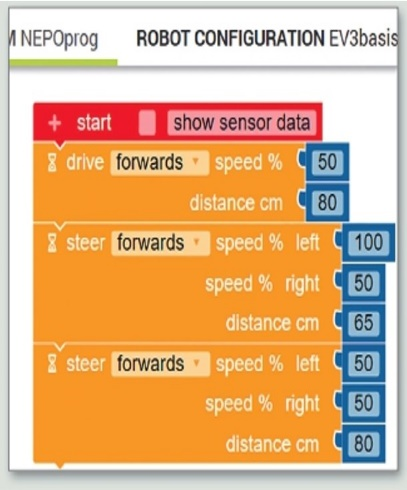 NEPOprog ROBOT CONFIGURATION EV3basis
+ start show sensor data
drive forwards speed % 50
distance cm 80
steer forwards speed % left 100
speed % right 50
distance cm 65
steer forwards speed % left 50
speed % right 50
distance cm 80